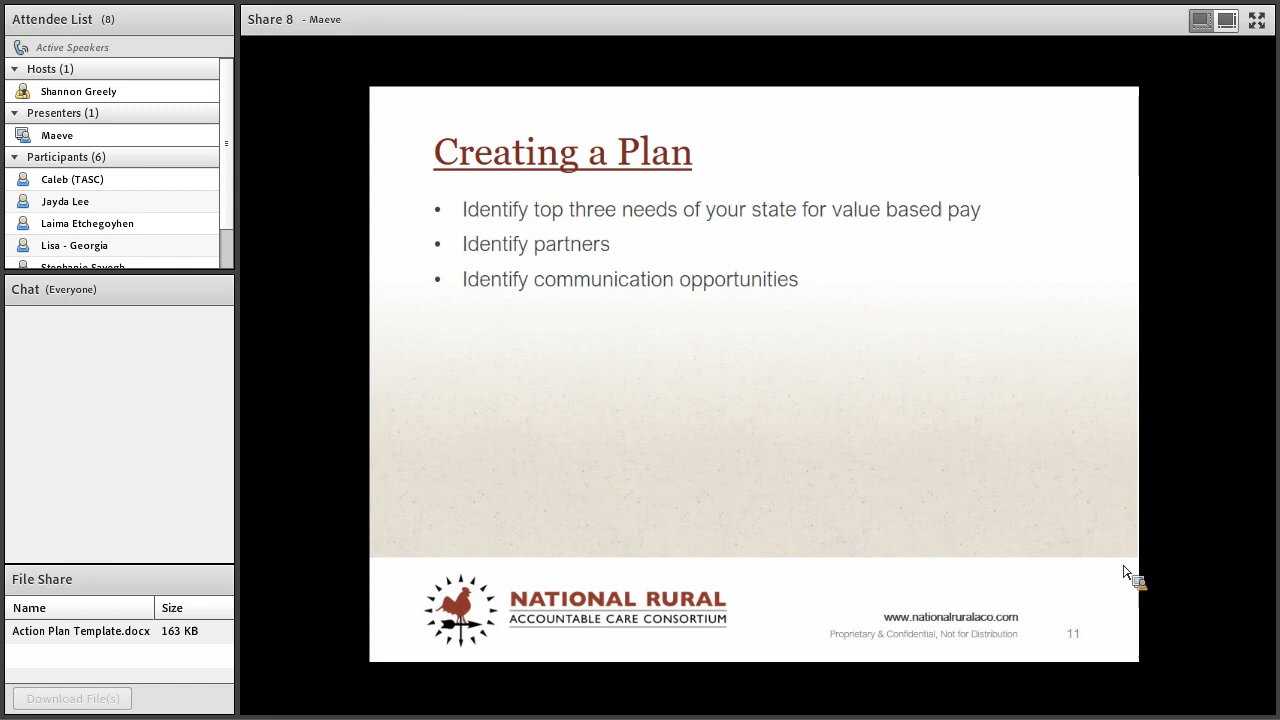 Attendee List (8)
Active Speakers
Hosts (1)
Shannon Greely
Presenters (1)
Maeve
Participants (6)
Caleb (TASC)
Jayda Lee
Laima Etchegoyhen
Lisa - Georgia
Chat (Everyone)
File Share
Name Size
Action Plan Template.docx 163 KB
Download File(s)
Share 8 - Maeve
Creating a Plan
• Identify top three needs of your state for value based pay
• Identify partners
• Identify communication opportunities
NATIONAL RURAL
ACCOUNTABLE CARE CONSORTIUM
www.nationalruralaco.com
Proprietary & Confidential, Not for Distribution 11